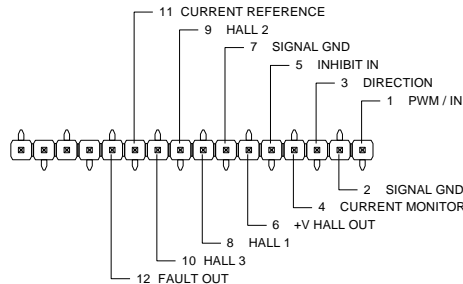 11 CURRENT REFERENCE
9 HALL 2
7 SIGNAL GND
5 INHIBIT IN
3 DIRECTION
1 PWM / IN
2 SIGNAL GND
4 CURRENT MONITOR
6 +V HALL OUT
8 HALL 1
10 HALL 3
12 FAULT OUT